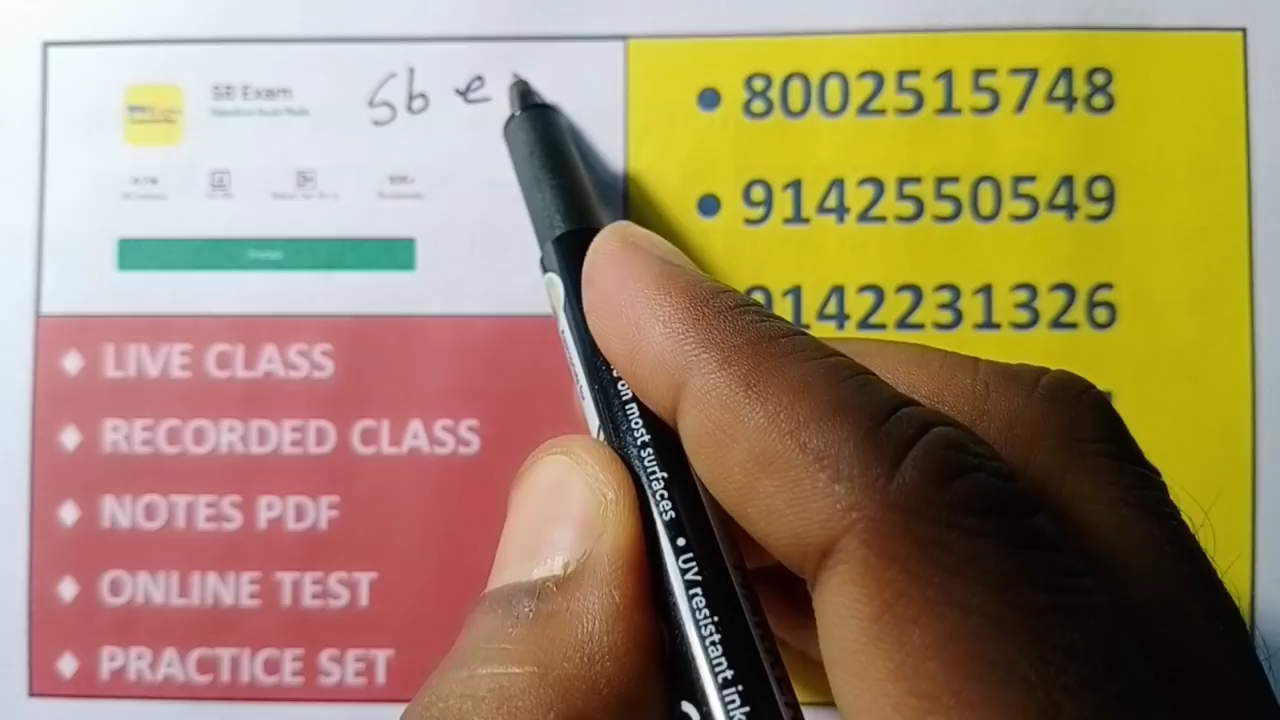 SB Exam
Sb e
LIVE CLASS
RECORDED CLASS
NOTES PDF
ONLINE TEST
PRACTICE SET
8002515748
9142550549
9142231326
on most surfaces • UV resistant ink